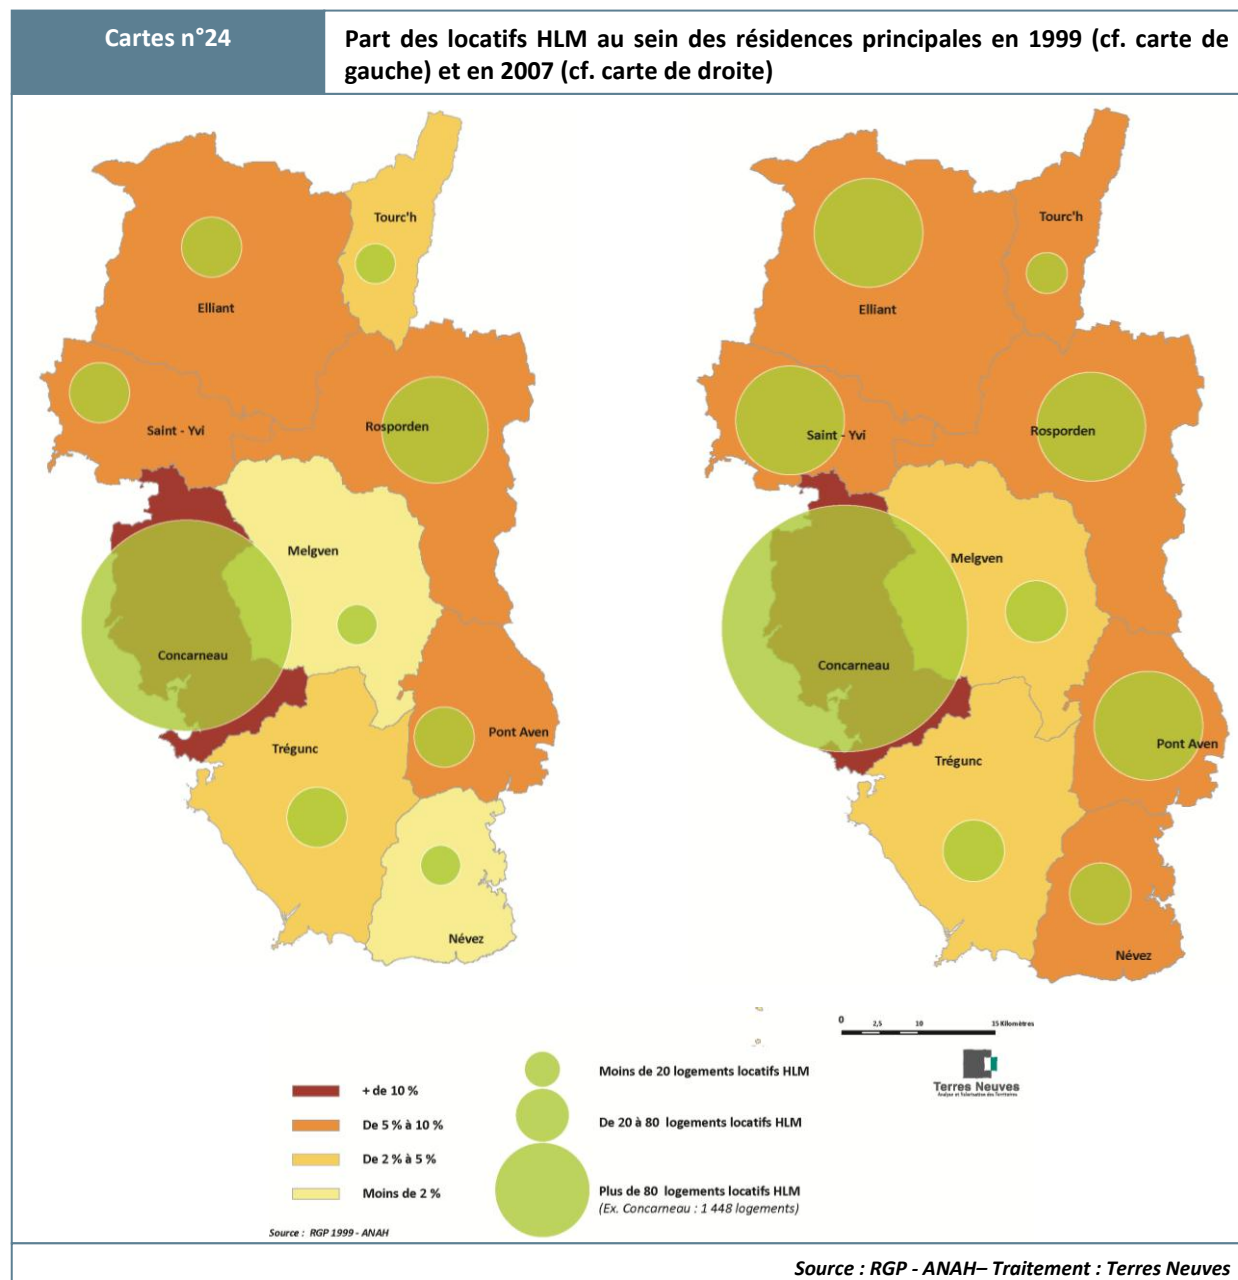 Cartes n°24
Part des locatifs HLM au sein des résidences principales en 1999 (cf. carte de
gauche) et en 2007 (cf. carte de droite)
Tourc'h
Elliant
Saint - Yvi
Rosporden
Melgven
Concarneau
Pont Aven
Trégunc
Névez
Tourc'h
Elliant
Saint - Yvi
Rosporden
Melgven
Concarneau
Pont Aven
Trégunc
Névez
0 2,5 10 15 Kilomètres
Terres Neuves
Analyse et Valorisation des Territoires
+ de 10 %
De 5 % à 10 %
De 2 % à 5 %
Moins de 2 %
Moins de 20 logements locatifs HLM
De 20 à 80 logements locatifs HLM
Plus de 80 logements locatifs HLM
(Ex. Concarneau : 1 448 logements)
Source : RGP 1999 - ANAH
Source : RGP - ANAH– Traitement : Terres Neuves